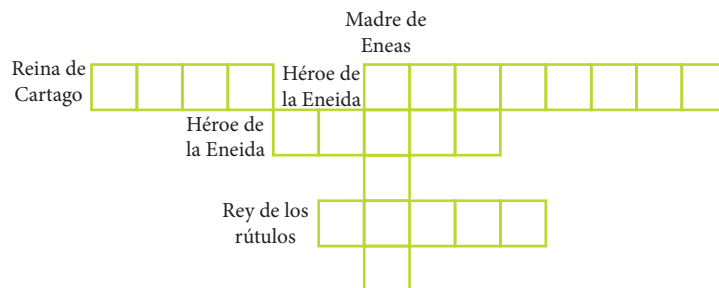 Madre de
Eneas
Reina de
Cartago
Héroe de
la Eneida
Héroe de
la Eneida
Rey de los
rútulos